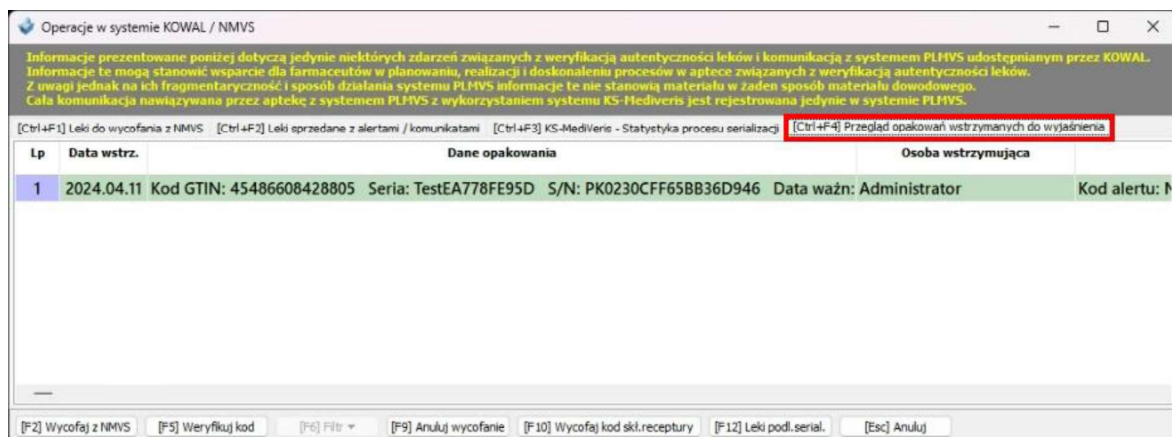 Operacje w systemie KOWAL / NMVS
Informacje prezentowane poniżej dotyczą jedynie niektórych zdarzeń związanych z weryfikacją autentyczności leków i komunikacją z systemem PLMVS udostępnianym przez KOWAL.
Informacje te mogą stanowić wsparcie dla farmaceutów w planowaniu, realizacji i doskonaleniu procesów w aptece związanych z weryfikacją autentyczności leków.
Z uwagi jednak na ich fragmentaryczność i sposób działania systemu PLMVS informacje te nie stanowią materiału w żaden sposób materiału dowodowego.
Cała komunikacja nawiązywana przez aptekę z systemem PLMVS z wykorzystaniem systemu KS-Mediveris jest rejestrowana jedynie w systemie PLMVS.
[Ctrl+F1] Leki do wycofania z NMVS [Ctrl+F2] Leki sprzedane z alertami / komunikatami [Ctrl+F3] KS-MediVeris - Statystyka procesu serializacji [Ctrl+F4] Przegląd opakowań wstrzymanych do wyjaśnienia
Lp Data wstrz. Dane opakowania Osoba wstrzymująca
1 2024.04.11 Kod GTIN: 45486608428805 Seria: TestEA778FE95D S/N: PK0230CFF65BB36D946 Data ważn: Administrator Kod alertu: N
[F2] Wycofaj z NMVS [F5] Weryfikuj kod [F6] Filtr [F9] Anuluj wycofanie [F10] Wycofaj kod skł.receptury [F12] Leki podl.serial. [Esc] Anuluj